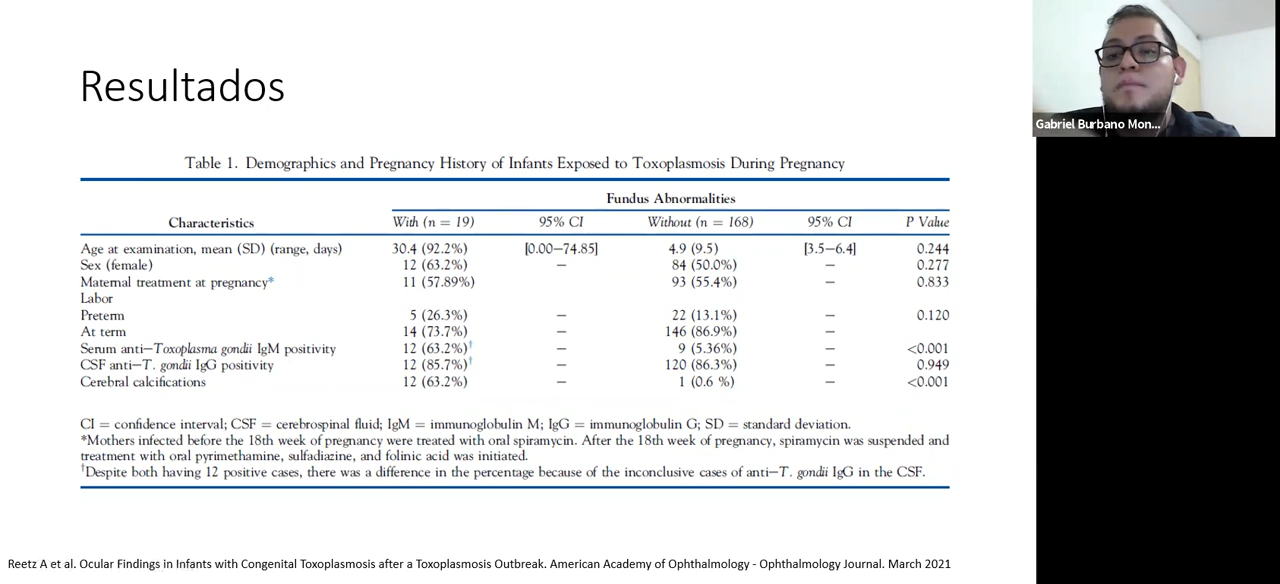 Resultados
Gabriel Burbano Mon...
Table 1. Demographics and Pregnancy History of Infants Exposed to Toxoplasmosis During Pregnancy
Fundus Abnormalities
Characteristics With (n = 19) 95% CI Without (n = 168) 95% CI P Value
Age at examination, mean (SD) (range, days) 30.4 (92.2%) [0.00–74.85] 4.9 (9.5) [3.5–6.4] 0.244
Sex (female) 12 (63.2%) – 84 (50.0%) – 0.277
Maternal treatment at pregnancy* 11 (57.89%) 93 (55.4%) – 0.833
Labor
Preterm 5 (26.3%) – 22 (13.1%) – 0.120
At term 14 (73.7%) – 146 (86.9%) –
Serum anti–Toxoplasma gondii IgM positivity 12 (63.2%)† – 9 (5.36%) – <0.001
CSF anti–T. gondii IgG positivity 12 (85.7%)† – 120 (86.3%) – 0.949
Cerebral calcifications 12 (63.2%) – 1 (0.6 %) – <0.001
CI = confidence interval; CSF = cerebrospinal fluid; IgM = immunoglobulin M; IgG = immunoglobulin G; SD = standard deviation.
*Mothers infected before the 18th week of pregnancy were treated with oral spiramycin. After the 18th week of pregnancy, spiramycin was suspended and
treatment with oral pyrimethamine, sulfadiazine, and folinic acid was initiated.
†Despite both having 12 positive cases, there was a difference in the percentage because of the inconclusive cases of anti–T. gondii IgG in the CSF.
Reetz A et al. Ocular Findings in Infants with Congenital Toxoplasmosis after a Toxoplasmosis Outbreak. American Academy of Ophthalmology - Ophthalmology Journal. March 2021